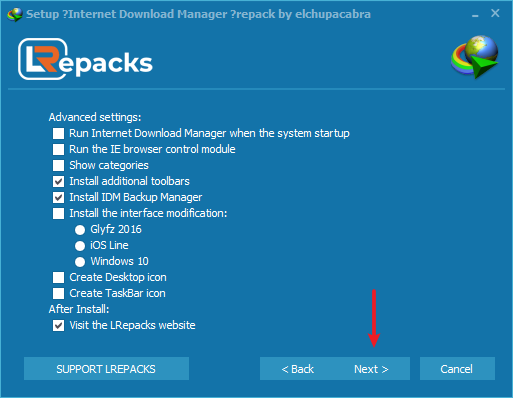 Setup ?Internet Download Manager ?repack by elchupacabra
LRepacks
Advanced settings:
Run Internet Download Manager when the system startup
Run the IE browser control module
Show categories
Install additional toolbars
Install IDM Backup Manager
Install the interface modification:
Glyfz 2016
iOS Line
Windows 10
Create Desktop icon
Create TaskBar icon
After Install:
Visit the LRepacks website
SUPPORT LREPACKS
< Back
Next >
Cancel